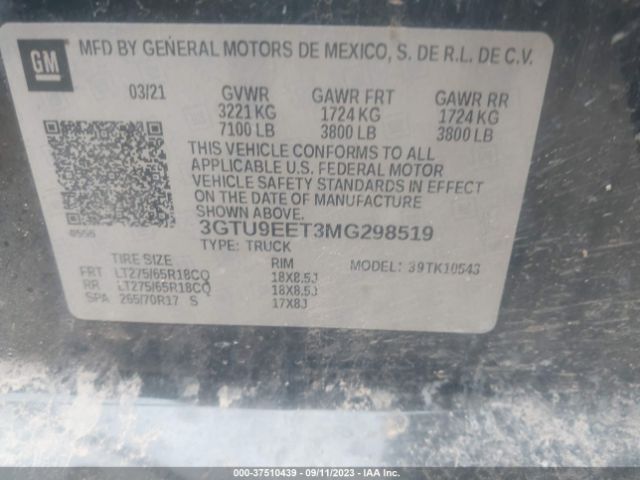 GM
MFD BY GENERAL MOTORS DE MEXICO, S. DE R.L. DE C.V.
03/21 GVWR GAWR FRT GAWR RR
3221 KG 1724 KG 1724 KG
7100 LB 3800 LB 3800 LB
THIS VEHICLE CONFORMS TO ALL
APPLICABLE U.S. FEDERAL MOTOR
VEHICLE SAFETY STANDARDS IN EFFECT
ON THE DATE OF MANUFACTURE
SHOWN ABOVE.
3GTU9EET3MG298519
TYPE: TRUCK
TIRE SIZE RIM MODEL: 39TK10543
FRT LT275/65R18CQ 18X8.5J
RR LT275/65R18CQ 18X8.5J
SPA 265/70R17 S 17X8J
000-37510439 - 09/11/2023 - IAA Inc.